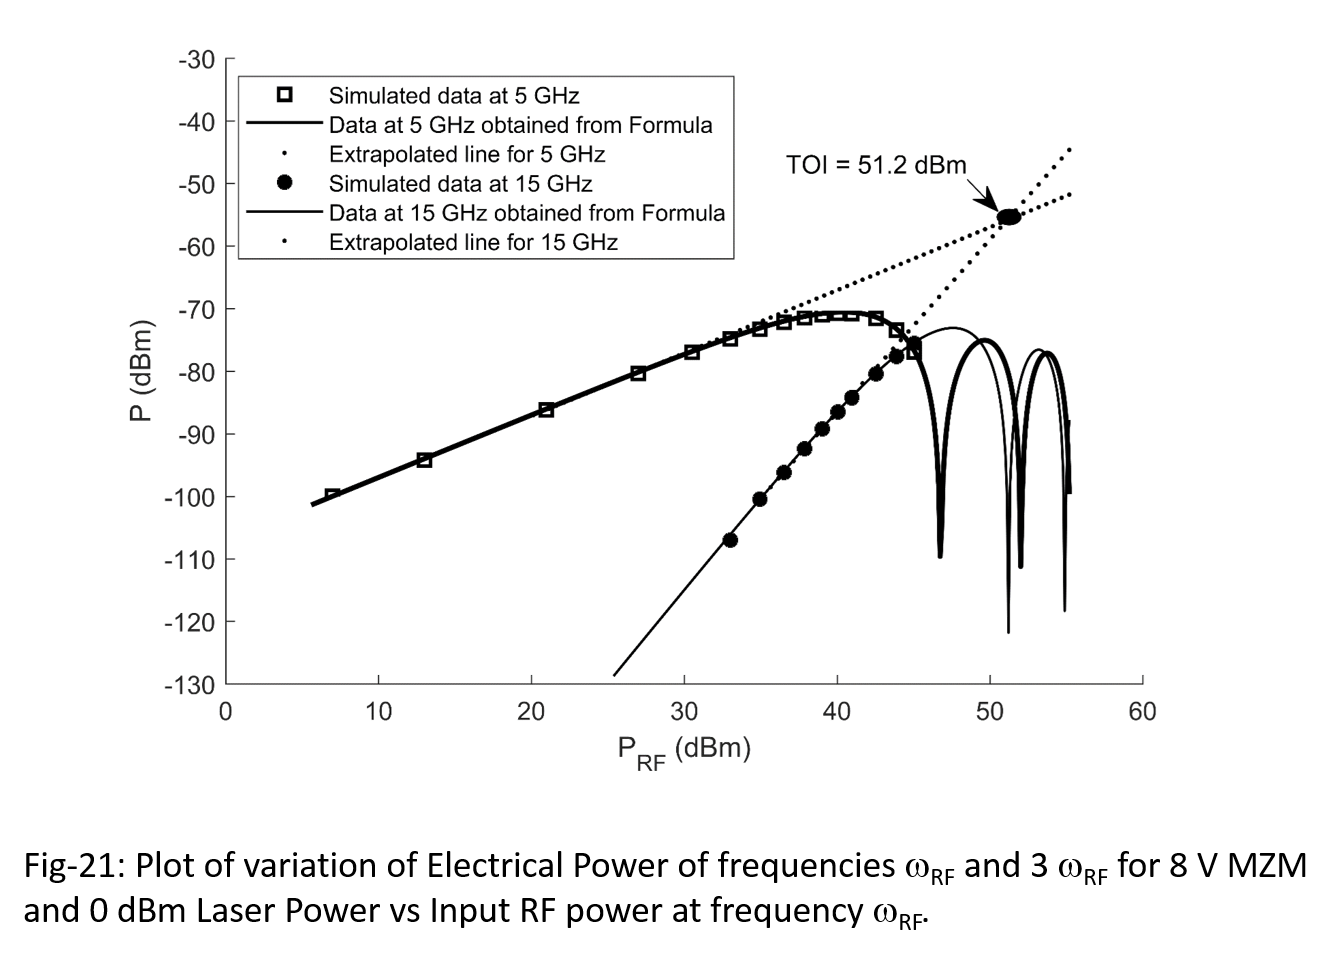 -30
-40
-50
-60
-70
-80
-90
-100
-110
-120
-130
P (dBm)
Simulated data at 5 GHz
Data at 5 GHz obtained from Formula
Extrapolated line for 5 GHz
Simulated data at 15 GHz
Data at 15 GHz obtained from Formula
Extrapolated line for 15 GHz
TOI = 51.2 dBm
0 10 20 30 40 50 60
P_RF (dBm)
Fig-21: Plot of variation of Electrical Power of frequencies ω_RF and 3 ω_RF for 8 V MZM
and 0 dBm Laser Power vs Input RF power at frequency ω_RF.